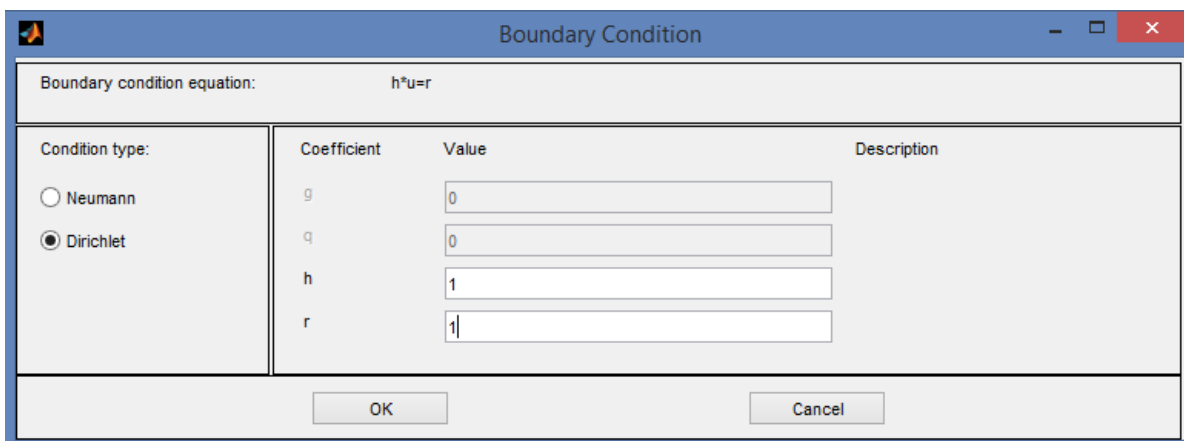 Boundary Condition
Boundary condition equation: h*u=r
Condition type: Coefficient Value Description
Neumann g 0
Dirichlet q 0
h 1
r 1
OK Cancel